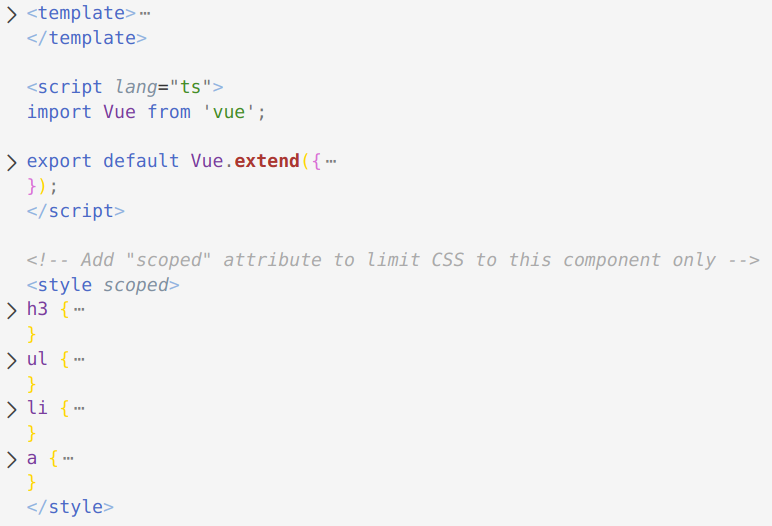 <template>⋯
</template>

<script lang="ts">
import Vue from 'vue';

export default Vue.extend({⋯
});
</script>

<!-- Add "scoped" attribute to limit CSS to this component only -->
<style scoped>
h3 {⋯
}
ul {⋯
}
li {⋯
}
a {⋯
}
</style>